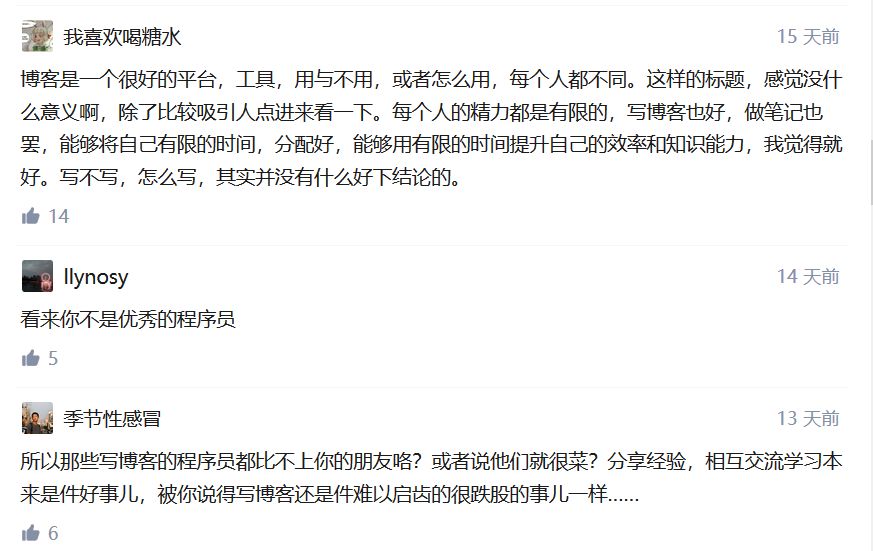 我喜欢喝糖水
15 天前
博客是一个很好的平台，工具，用与不用，或者怎么用，每个人都不同。这样的标题，感觉没什
么意义啊，除了比较吸引人点进来看一下。每个人的精力都是有限的，写博客也好，做笔记也
罢，能够将自己有限的时间，分配好，能够用有限的时间提升自己的效率和知识能力，我觉得就
好。写不写，怎么写，其实并没有什么好下结论的。
14
llynosy
14 天前
看来你不是优秀的程序员
5
季节性感冒
13 天前
所以那些写博客的程序员都比不上你的朋友咯？或者说他们就很菜？分享经验，相互交流学习本
来是件好事儿，被你说得写博客还是件难以启齿的很跌股的事儿一样......
6